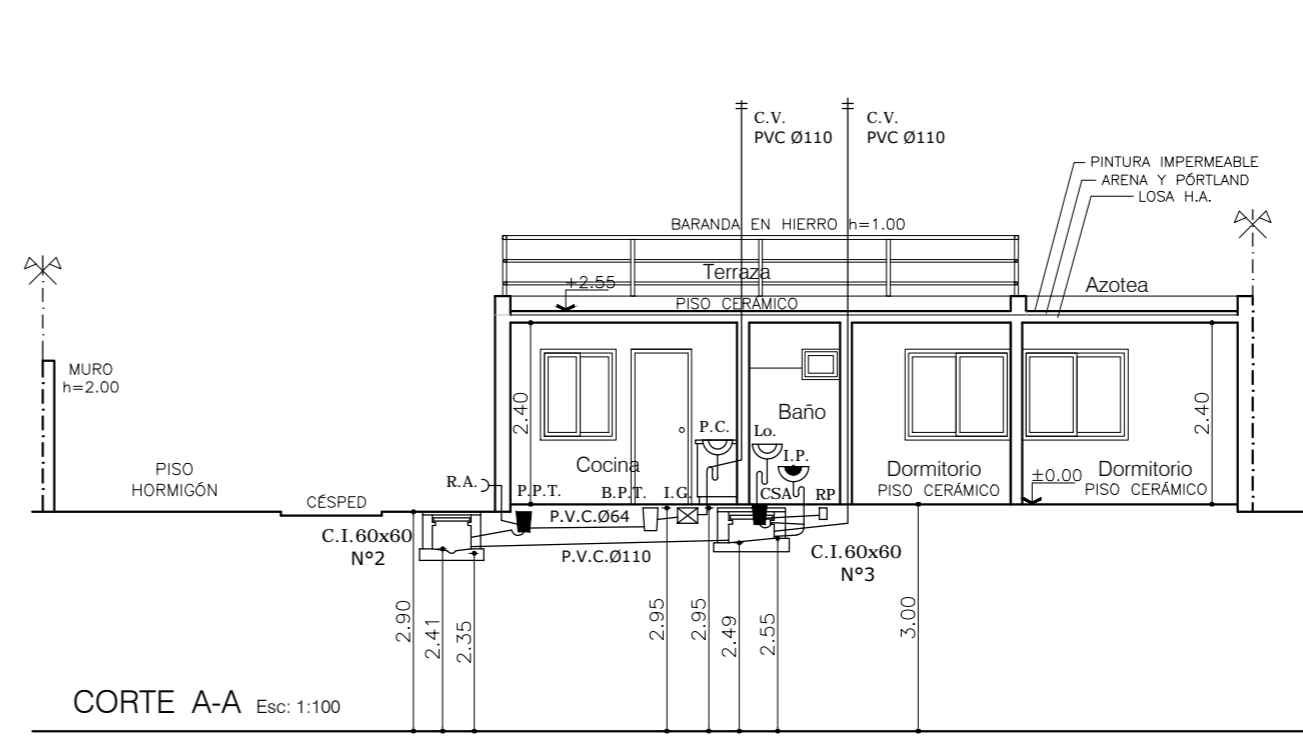 C.V.
PVC Ø110
C.V.
PVC Ø110
PINTURA IMPERMEABLE
ARENA Y PÓRTLAND
LOSA H.A.
BARANDA EN HIERRO h=1.00
Terraza
+2.55
PISO CERÁMICO
Azotea
MURO
h=2.00
2.40
Baño
2.40
P.C.
Lo.
I.P.
Cocina
Dormitorio
PISO CERÁMICO
±0.00
Dormitorio
PISO CERÁMICO
PISO
HORMIGÓN
CÉSPED
R.A.
P.P.T.
B.P.T.
I.G.
CSA
RP
P.V.C.Ø64
C.I.60x60
N°2
P.V.C.Ø110
C.I.60x60
N°3
2.90
2.41
2.35
2.95
2.95
2.49
2.55
3.00
CORTE A-A Esc: 1:100